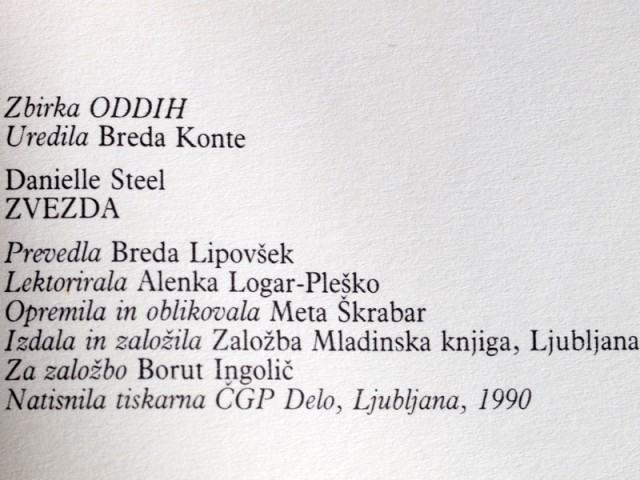 Zbirka ODDIH
Uredila Breda Konte
Danielle Steel
ZVEZDA
Prevedla Breda Lipovšek
Lektorirala Alenka Logar-Pleško
Opremila in oblikovala Meta Škrabar
Izdala in založila Založba Mladinska knjiga, Ljubljana
Za založbo Borut Ingolič
Natisnila tiskarna ČGP Delo, Ljubljana, 1990